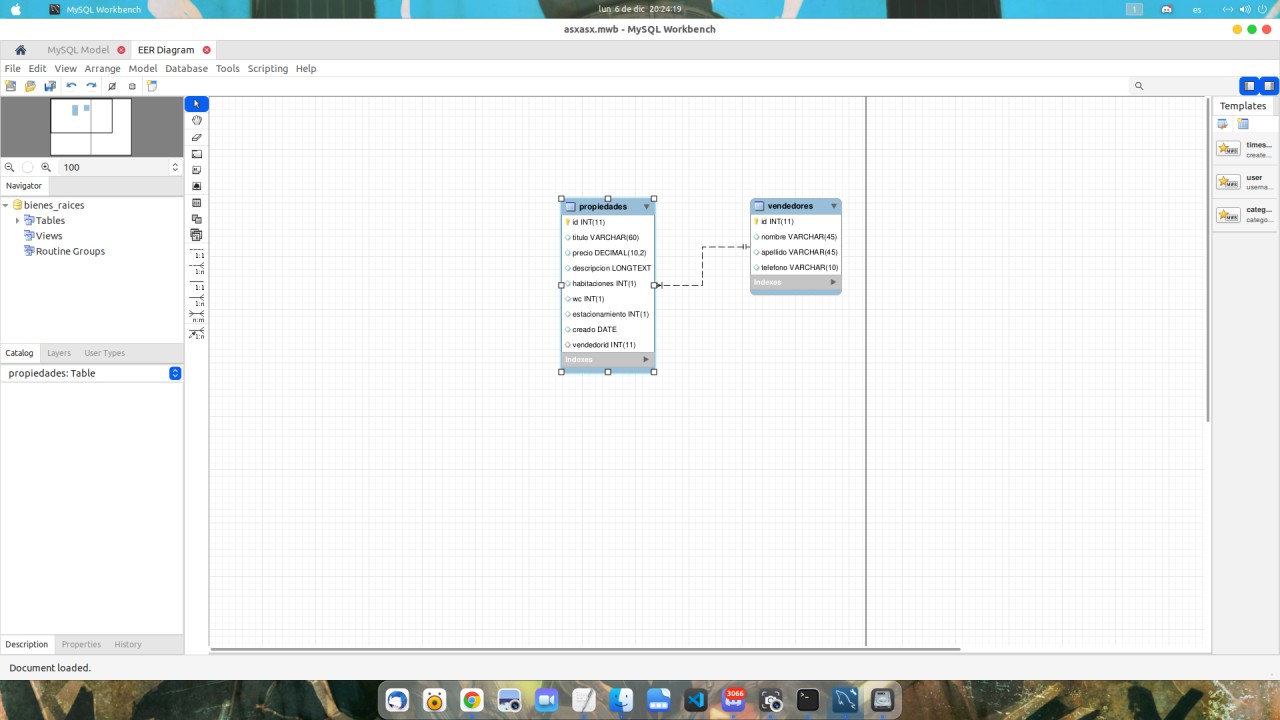 MySQL Workbench
lun 6 de dic 20:24:19
1
es
asxasx.mwb - MySQL Workbench
MySQL Model
EER Diagram
File Edit View Arrange Model Database Tools Scripting Help
100
Navigator
bienes_raices
Tables
Views
Routine Groups
1:1
1:n
1:1
1:n
n:m
1:n
Catalog Layers User Types
propiedades: Table
Description Properties History
propiedades
id INT(11)
titulo VARCHAR(60)
precio DECIMAL(10,2)
descripcion LONGTEXT
habitaciones INT(1)
wc INT(1)
estacionamiento INT(1)
creado DATE
vendedorid INT(11)
Indexes
vendedores
id INT(11)
nombre VARCHAR(45)
apellido VARCHAR(45)
telefono VARCHAR(10)
Indexes
Templates
times...
create...
user
userna...
categ...
catego...
Document loaded.
3066